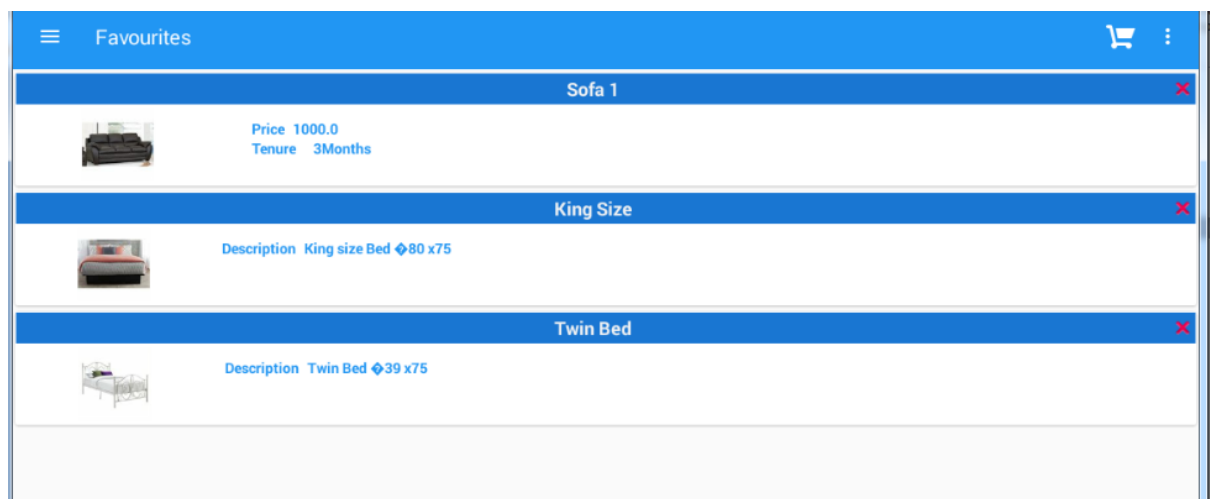 Favourites
Sofa 1
Price 1000.0
Tenure 3Months
King Size
Description King size Bed �80 x75
Twin Bed
Description Twin Bed �39 x75